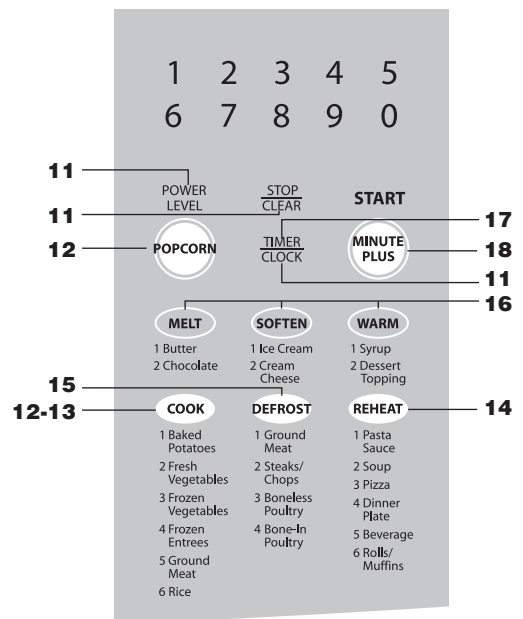 1 2 3 4 5
6 7 8 9 0
11
POWER
LEVEL
11
STOP
CLEAR
START
12
POPCORN
TIMER
CLOCK
17
MINUTE
PLUS
18
11
16
MELT
1 Butter
2 Chocolate
SOFTEN
1 Ice Cream
2 Cream
Cheese
WARM
1 Syrup
2 Dessert
Topping
15
12-13
COOK
1 Baked
Potatoes
2 Fresh
Vegetables
3 Frozen
Vegetables
4 Frozen
Entrees
5 Ground
Meat
6 Rice
DEFROST
1 Ground
Meat
2 Steaks/
Chops
3 Boneless
Poultry
4 Bone-In
Poultry
REHEAT
14
1 Pasta
Sauce
2 Soup
3 Pizza
4 Dinner
Plate
5 Beverage
6 Rolls/
Muffins